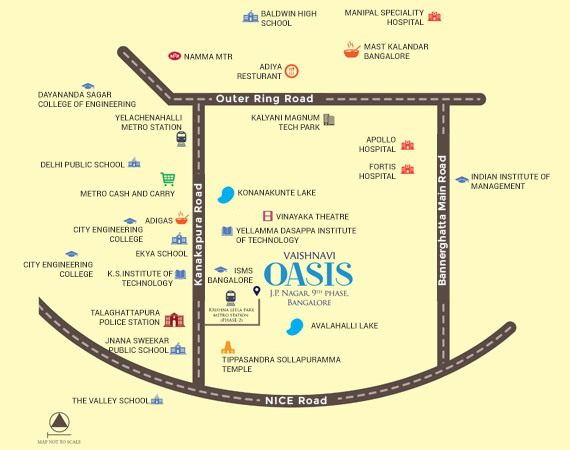 BALDWIN HIGH
SCHOOL
MANIPAL SPECIALITY
HOSPITAL
NAMMA MTR
MAST KALANDAR
BANGALORE
ADIYA
RESTURANT
DAYANANDA SAGAR
COLLEGE OF ENGINEERING
Outer Ring Road
YELACHENAHALLI
METRO STATION
KALYANI MAGNUM
TECH PARK
APOLLO
HOSPITAL
DELHI PUBLIC SCHOOL
FORTIS
HOSPITAL
INDIAN INSTITUTE OF
MANAGEMENT
METRO CASH AND CARRY
KONANAKUNTE LAKE
Kanakapura Road
Bannerghatta Main Road
ADIGAS
VINAYAKA THEATRE
CITY ENGINEERING
COLLEGE
YELLAMMA DASAPPA INSTITUTE
OF TECHNOLOGY
EKYA SCHOOL
CITY ENGINEERING
COLLEGE
K.S.INSTITUTE OF
TECHNOLOGY
ISMS
BANGALORE
VAISHNAVI
OASIS
J.P. NAGAR, 9TH PHASE,
BANGALORE
KRISHNA LEELA PARK
METRO STATION
(PHASE-2)
TALAGHATTAPURA
POLICE STATION
AVALAHALLI LAKE
JNANA SWEEKAR
PUBLIC SCHOOL
TIPPASANDRA SOLLAPURAMMA
TEMPLE
THE VALLEY SCHOOL
NICE Road
MAP NOT TO SCALE